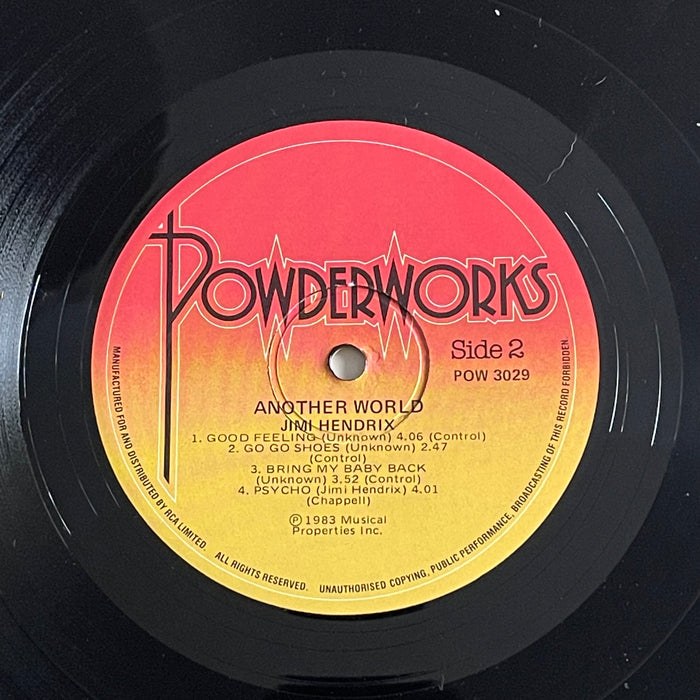 POWDERWORKS
Side 2
POW 3029
ANOTHER WORLD
JIMI HENDRIX
1. GOOD FEELING (Unknown) 4.06 (Control)
2. GO GO SHOES (Unknown) 2.47
(Control)
3. BRING MY BABY BACK
(Unknown) 3.52 (Control)
4. PSYCHO (Jimi Hendrix) 4.01
(Chappell)
Ⓟ 1983 Musical
Properties Inc.
MANUFACTURED FOR AND DISTRIBUTED BY RCA LIMITED. ALL RIGHTS RESERVED. UNAUTHORISED COPYING, PUBLIC PERFORMANCE, BROADCASTING OF THIS RECORD FORBIDDEN